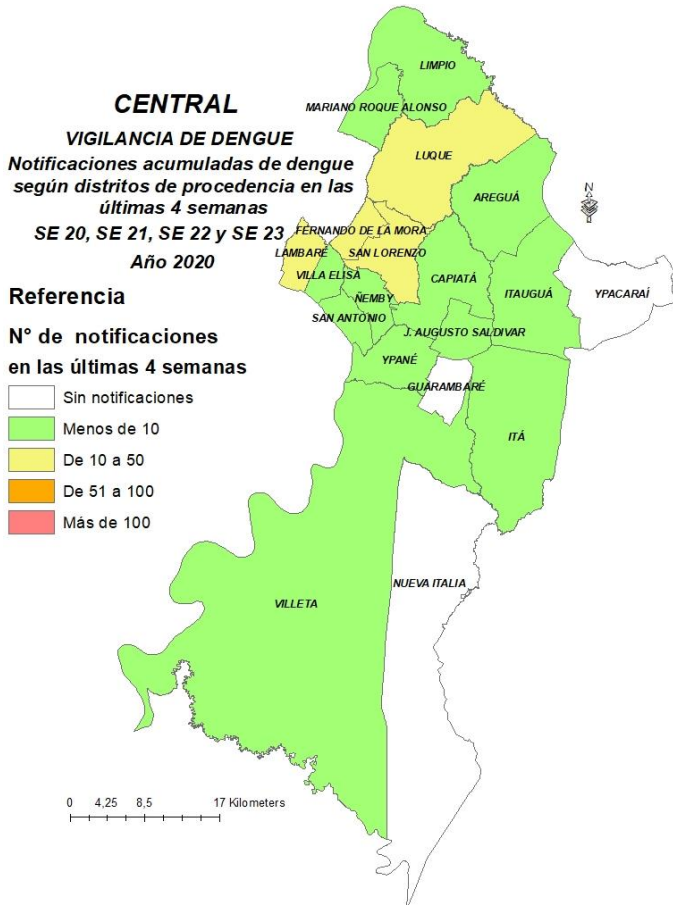 CENTRAL
VIGILANCIA DE DENGUE
Notificaciones acumuladas de dengue
según distritos de procedencia en las
últimas 4 semanas
SE 20, SE 21, SE 22 y SE 23
Año 2020
Referencia
N° de notificaciones
en las últimas 4 semanas
Sin notificaciones
Menos de 10
De 10 a 50
De 51 a 100
Más de 100
LIMPIO
MARIANO ROQUE ALONSO
LUQUE
AREGUÁ
N
FERNANDO DE LA MORA
LAMBARÉ
SAN LORENZO
VILLA ELISA
CAPIATÁ
ITAUGUÁ
YPACARAÍ
ÑEMBY
SAN ANTONIO
J. AUGUSTO SALDIVAR
YPANÉ
GUARAMBARÉ
ITÁ
NUEVA ITALIA
VILLETA
0 4,25 8,5 17 Kilometers